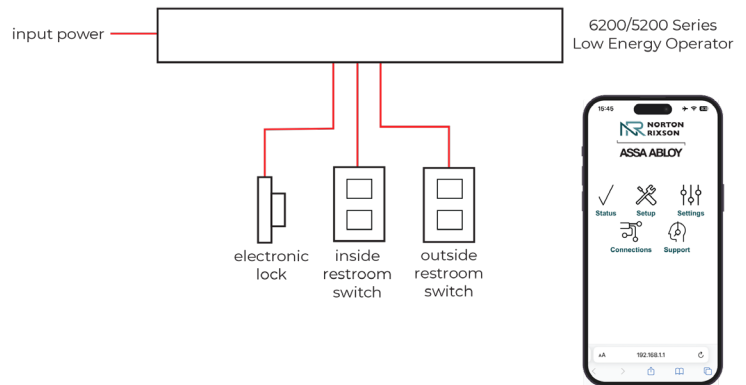 input power
6200/5200 Series
Low Energy Operator
electronic
lock
inside
restroom
switch
outside
restroom
switch
15:45
NR NORTON
RIXSON
ASSA ABLOY
Status
Setup
Settings
Connections
Support
AA
192.168.1.1